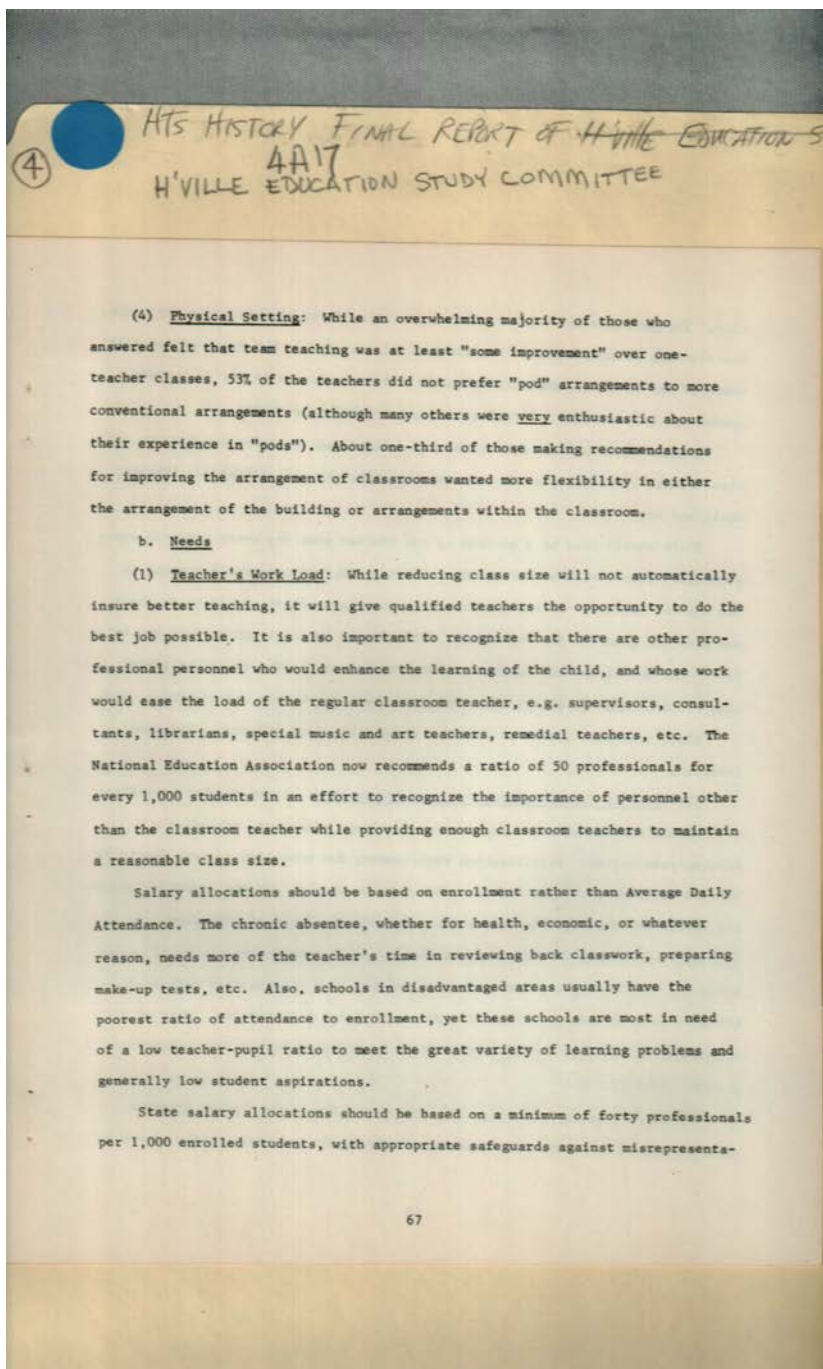 HTS HISTORY FINAL REPORT OF H'VIllE EDUCATION S
4A17
④
H'VILLE EDUCATION STUDY COMMITTEE
(4) Physical Setting: While an overwhelming majority of those who
answered felt that team teaching was at least "some improvement" over one-
teacher classes, 53% of the teachers did not prefer "pod" arrangements to more
conventional arrangements (although many others were very enthusiastic about
their experience in "pods"). About one-third of those making recommendations
for improving the arrangement of classrooms wanted more flexibility in either
the arrangement of the building or arrangements within the classroom.
b. Needs
(1) Teacher's Work Load: While reducing class size will not automatically
insure better teaching, it will give qualified teachers the opportunity to do the
best job possible. It is also important to recognize that there are other pro-
fessional personnel who would enhance the learning of the child, and whose work
would ease the load of the regular classroom teacher, e.g. supervisors, consul-
tants, librarians, special music and art teachers, remedial teachers, etc. The
National Education Association now recommends a ratio of 50 professionals for
every 1,000 students in an effort to recognize the importance of personnel other
than the classroom teacher while providing enough classroom teachers to maintain
a reasonable class size.
Salary allocations should be based on enrollment rather than Average Daily
Attendance. The chronic absentee, whether for health, economic, or whatever
reason, needs more of the teacher's time in reviewing back classwork, preparing
make-up tests, etc. Also, schools in disadvantaged areas usually have the
poorest ratio of attendance to enrollment, yet these schools are most in need
of a low teacher-pupil ratio to meet the great variety of learning problems and
generally low student aspirations.
State salary allocations should be based on a minimum of forty professionals
per 1,000 enrolled students, with appropriate safeguards against misrepresenta-
67